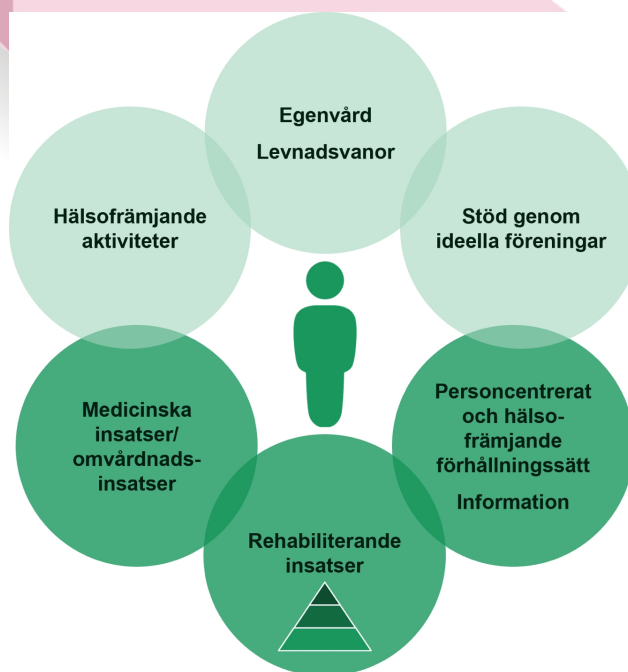 Egenvård
Levnadsvanor
Hälsofrämjande
aktiviteter
Stöd genom
ideella föreningar
Medicinska
insatser/
omvårdnads-
insatser
Personcentrerat
och hälso-
främjande
förhållningssätt
Information
Rehabiliterande
insatser